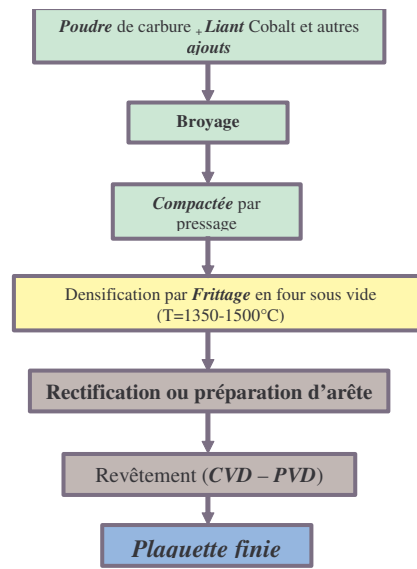 Poudre de carbure + Liant Cobalt et autres
ajouts
Broyage
Compactée par
pressage
Densification par Frittage en four sous vide
(T=1350-1500°C)
Rectification ou préparation d’arête
Revêtement (CVD – PVD)
Plaquette finie